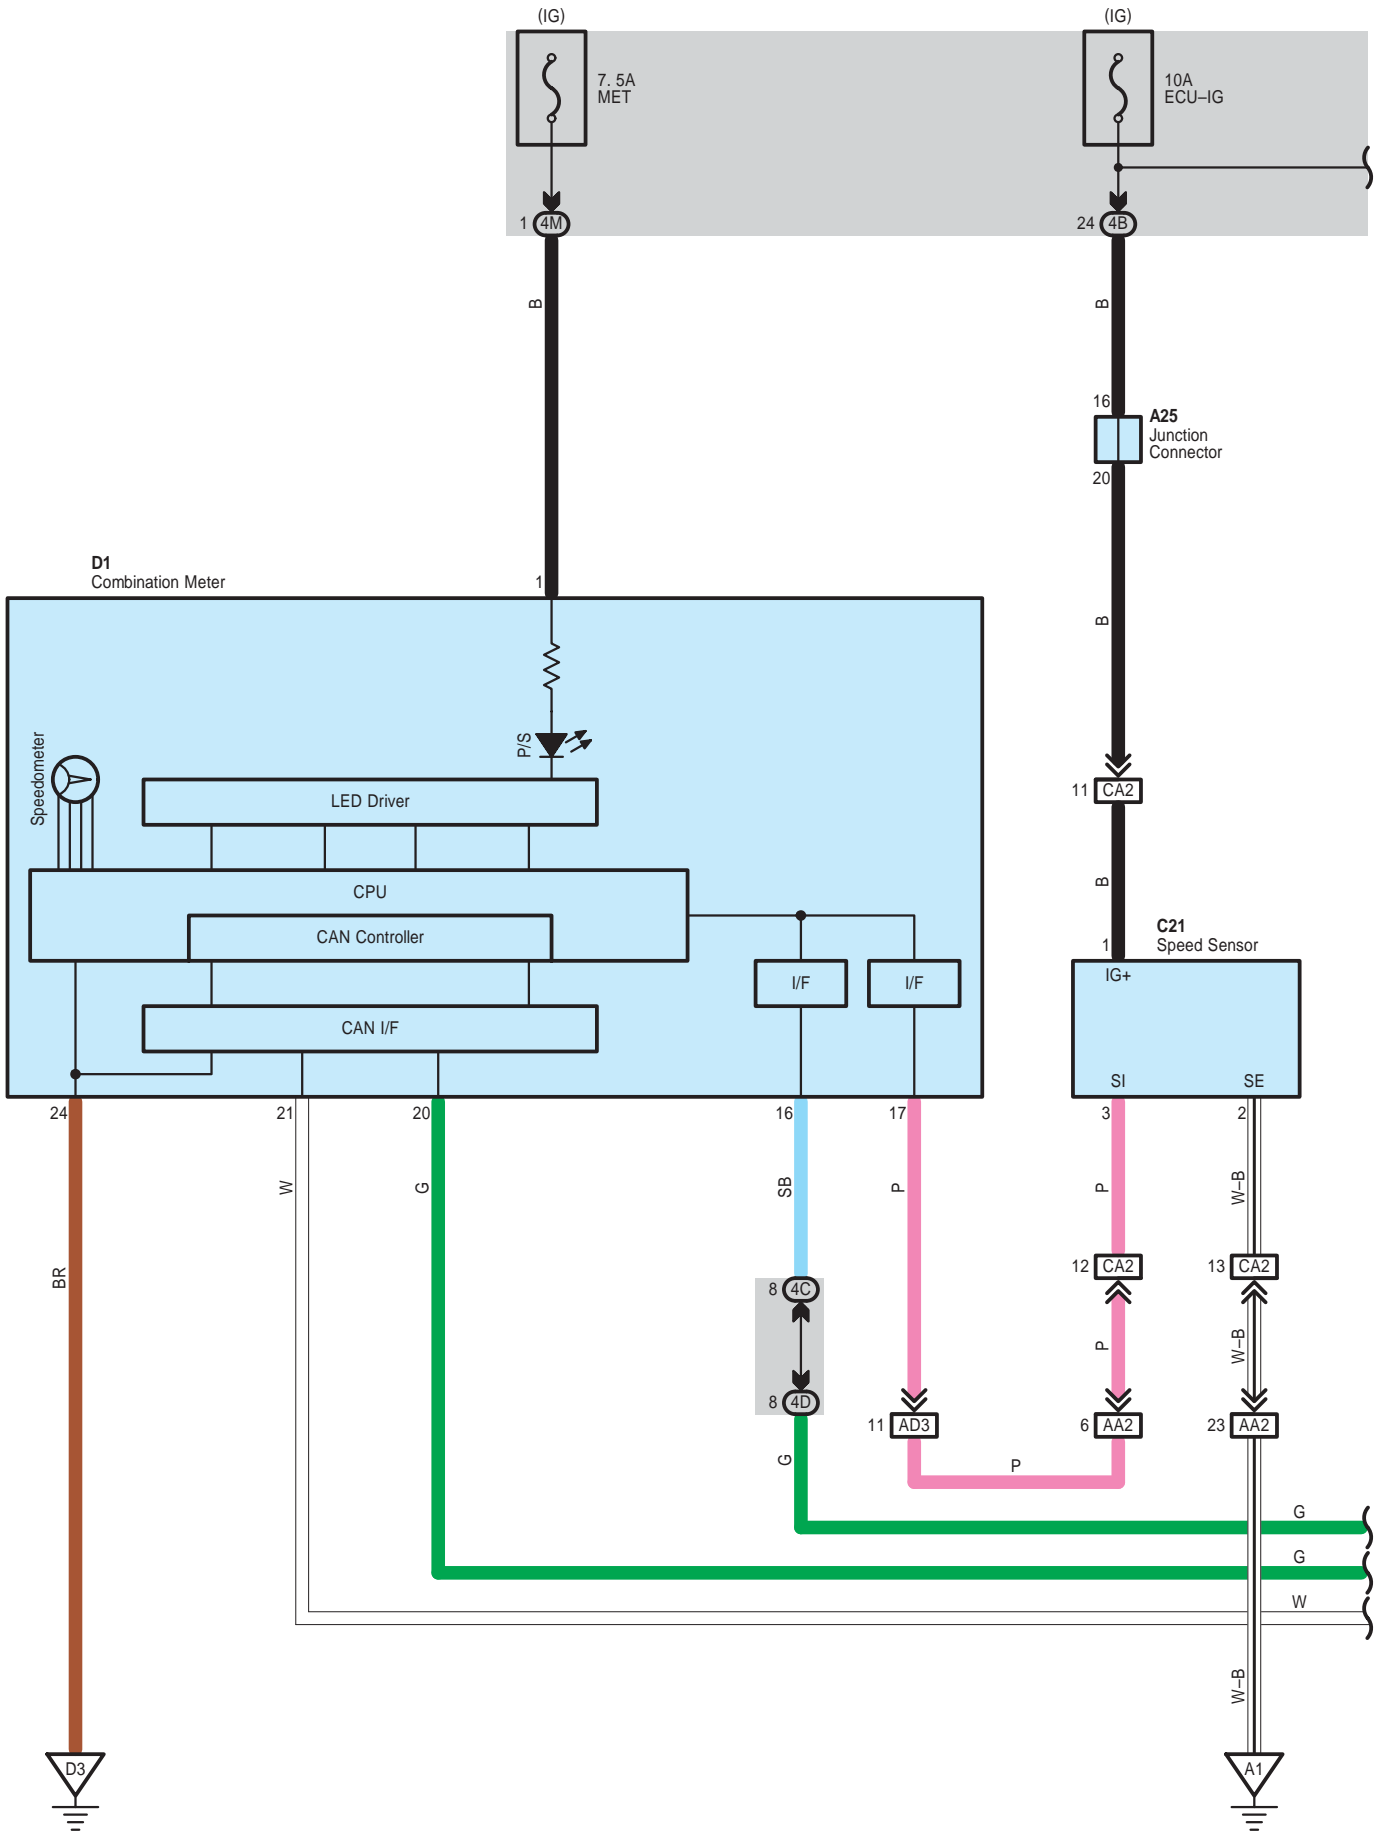 (IG)
(IG)
7. 5A
MET
10A
ECU–IG
1
4M
24
4B
B
B
16
A25
Junction
Connector
20
D1
Combination Meter
1
B
P/S
Speedometer
LED Driver
11
CA2
CPU
B
CAN Controller
C21
Speed Sensor
1
IG+
I/F
I/F
CAN I/F
SI
SE
24
21
20
16
17
3
2
W
G
SB
P
P
W–B
BR
12
CA2
13
CA2
8
4C
P
W–B
8
4D
11
AD3
6
AA2
23
AA2
G
P
G
G
W
W–B
D3
A1